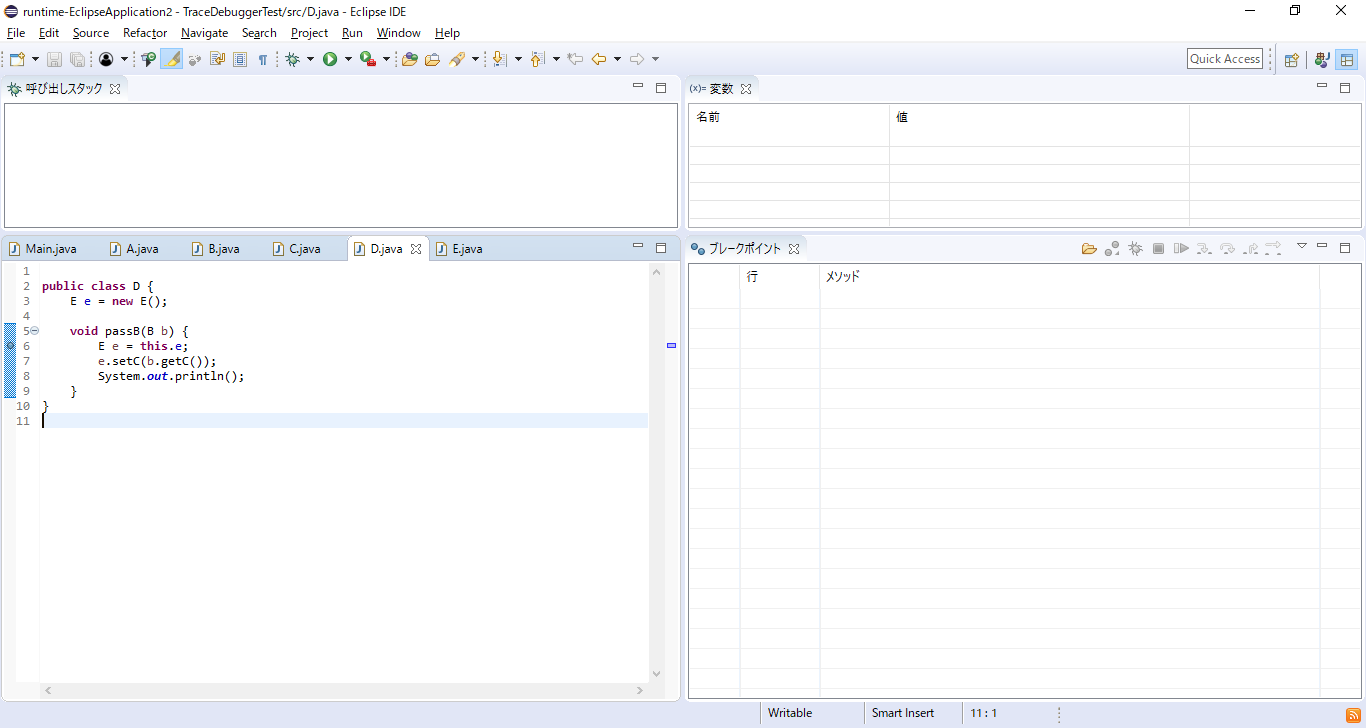 runtime-EclipseApplication2 - TraceDebuggerTest/src/D.java - Eclipse IDE
File Edit Source Refactor Navigate Search Project Run Window Help
Quick Access
呼び出しスタック
(x)= 変数
名前 値
Main.java A.java B.java C.java D.java E.java
1
2 public class D {
3 E e = new E();
4
5 void passB(B b) {
6 E e = this.e;
7 e.setC(b.getC());
8 System.out.println();
9 }
10 }
11
ブレークポイント
行 メソッド
Writable Smart Insert 11 : 1